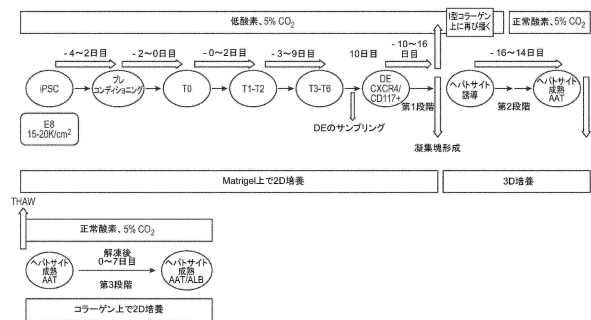 低酸素、5% CO2
I型コラーゲン
上に再び播く
正常酸素、5% CO2
- 4~2日目
- 2~0日目
- 0~2日目
- 3~9日目
10日目
- 10~16
日目
- 16~14日目
iPSC
プレ
コンディショニング
T0
T1-T2
T3-T6
DE
CXCR4/
CD117+
第1段階
ヘパトサイト
誘導
第2段階
ヘパトサイト
成熟
AAT
E8
15-20K/cm2
DEのサンプリング
凝集塊形成
Matrigel上で2D培養
3D培養
THAW
正常酸素、5% CO2
ヘパトサイト
成熟
AAT
解凍後
0~7日目
第3段階
ヘパトサイト
成熟
AAT/ALB
コラーゲン上で2D培養